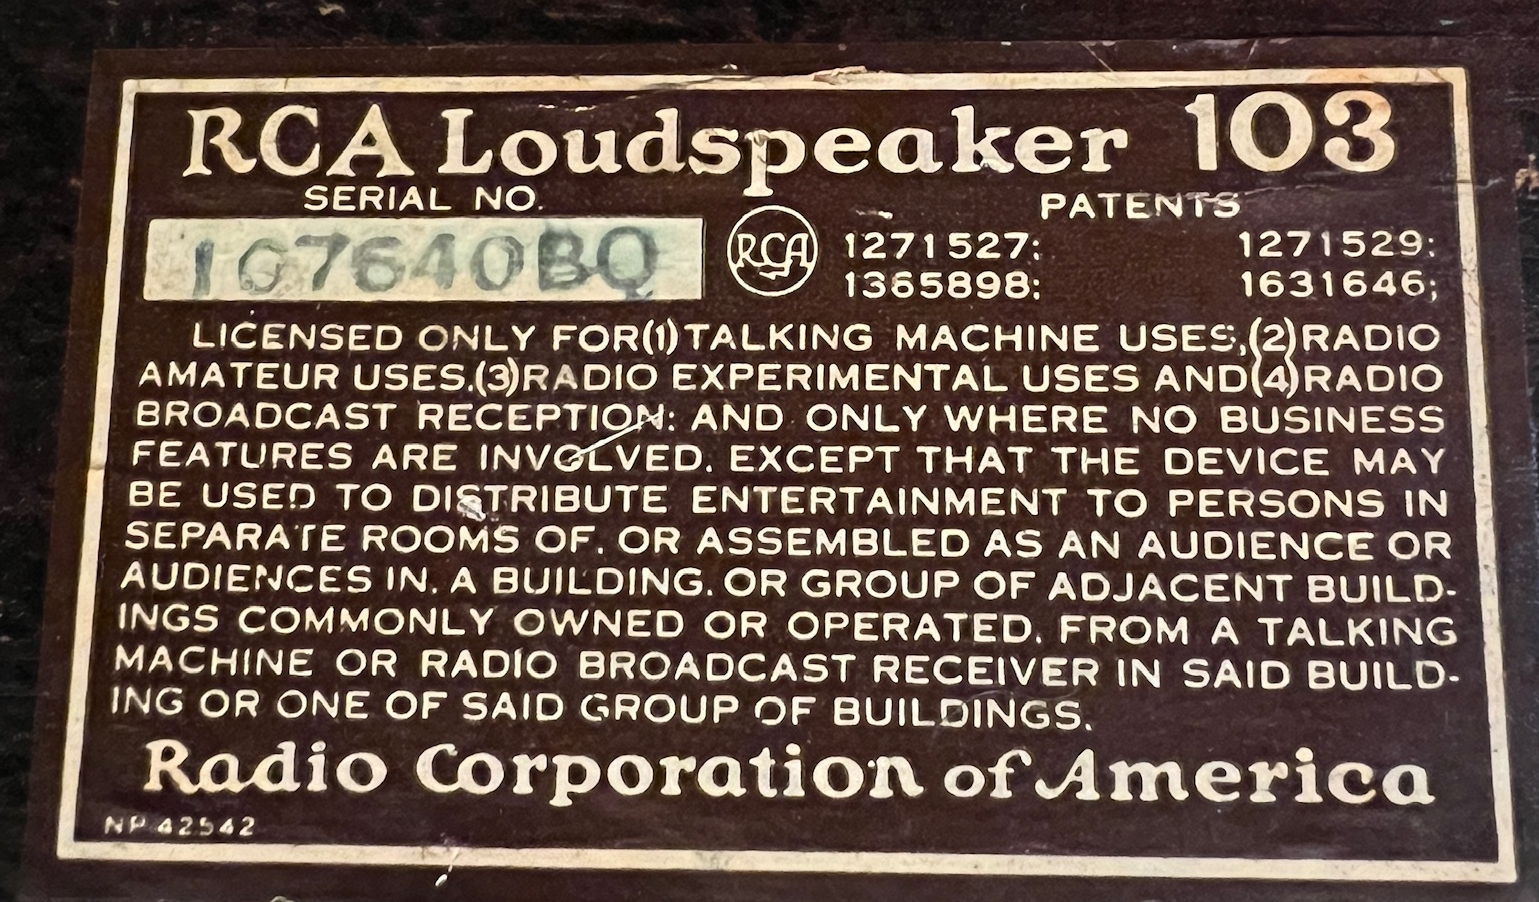 RCA Loudspeaker 103
SERIAL NO.
PATENTS
107640BQ
RCA
1271527; 1271529;
1365898; 1631646;
LICENSED ONLY FOR(1)TALKING MACHINE USES,(2)RADIO
AMATEUR USES,(3)RADIO EXPERIMENTAL USES AND(4)RADIO
BROADCAST RECEPTION: AND ONLY WHERE NO BUSINESS
FEATURES ARE INVOLVED, EXCEPT THAT THE DEVICE MAY
BE USED TO DISTRIBUTE ENTERTAINMENT TO PERSONS IN
SEPARATE ROOMS OF, OR ASSEMBLED AS AN AUDIENCE OR
AUDIENCES IN, A BUILDING, OR GROUP OF ADJACENT BUILD-
INGS COMMONLY OWNED OR OPERATED, FROM A TALKING
MACHINE OR RADIO BROADCAST RECEIVER IN SAID BUILD-
ING OR ONE OF SAID GROUP OF BUILDINGS.
Radio Corporation of America
NP 42542